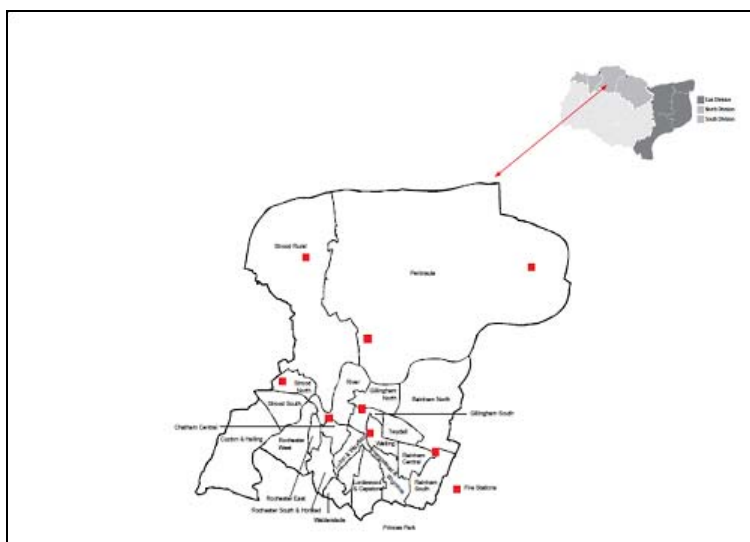 East Division
North Division
South Division
Strood Rural
Peninsula
River
Strood
North
Gillingham
North
Rainham North
Strood South
Gillingham South
Chatham Central
Twydall
Cuxton & Halling
Rochester
West
Watling
Rainham
Central
Lordswood
& Capstone
Rainham
South
Fire Stations
Rochester East
Rochester South & Horsted
Walderslade
Princes Park